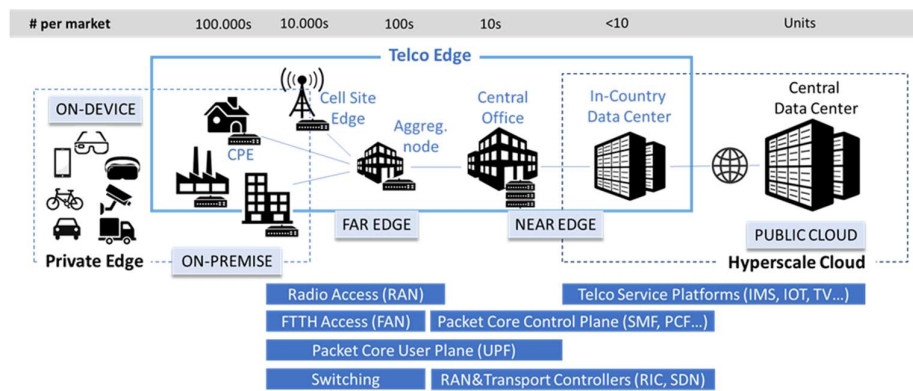 # per market 100.000s 10.000s 100s 10s <10 Units
Telco Edge
ON-DEVICE
Cell Site
Edge
Aggreg.
node
Central
Office
In-Country
Data Center
Central
Data Center
CPE
FAR EDGE
NEAR EDGE
PUBLIC CLOUD
Private Edge
ON-PREMISE
Hyperscale Cloud
Radio Access (RAN)
Telco Service Platforms (IMS, IOT, TV...)
FTTH Access (FAN)
Packet Core Control Plane (SMF, PCF...)
Packet Core User Plane (UPF)
Switching
RAN&Transport Controllers (RIC, SDN)